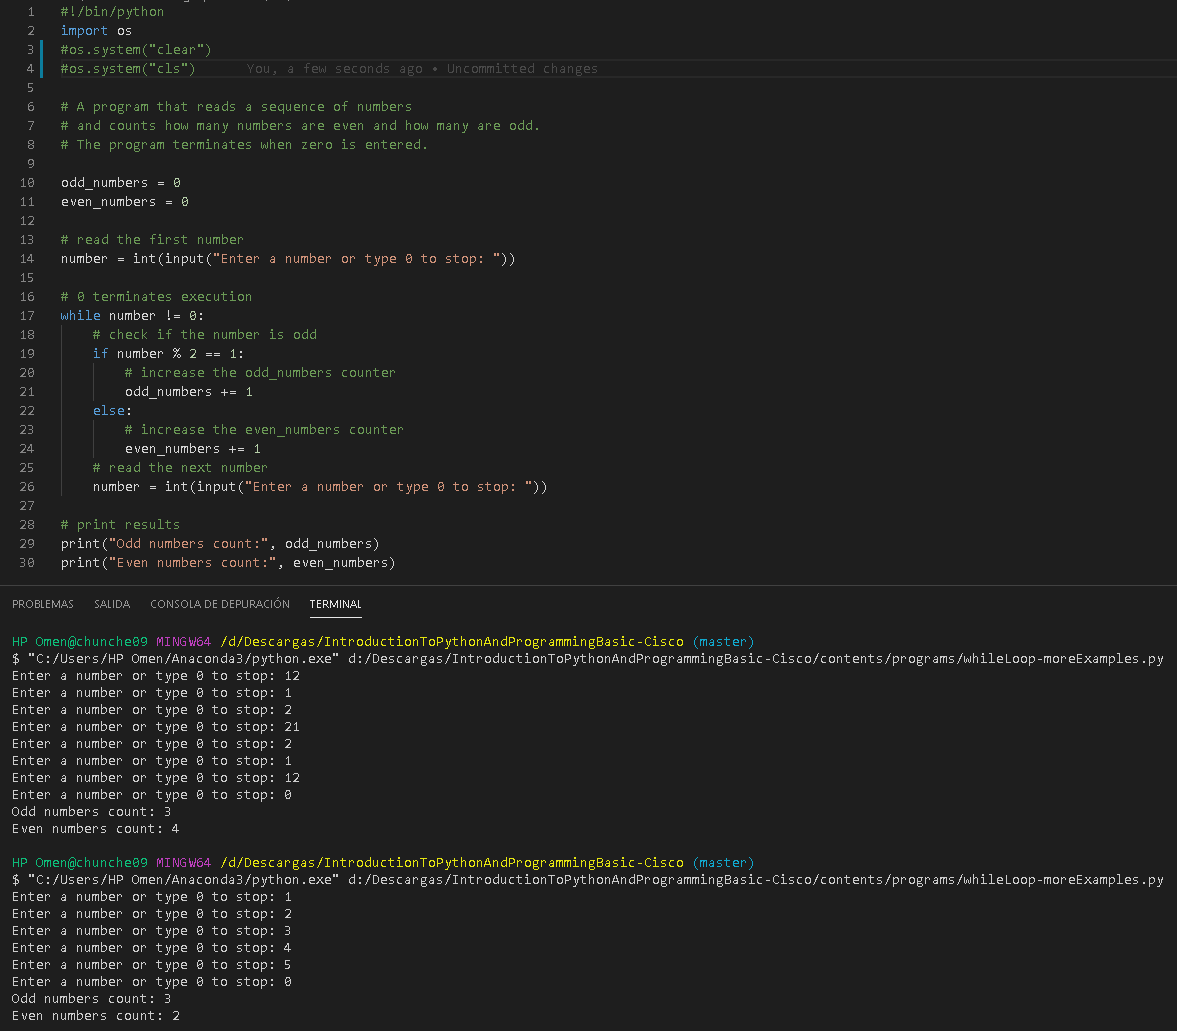 1 #!/bin/python
2 import os
3 #os.system("clear")
4 #os.system("cls") You, a few seconds ago • Uncommitted changes
5
6 # A program that reads a sequence of numbers
7 # and counts how many numbers are even and how many are odd.
8 # The program terminates when zero is entered.
9
10 odd_numbers = 0
11 even_numbers = 0
12
13 # read the first number
14 number = int(input("Enter a number or type 0 to stop: "))
15
16 # 0 terminates execution
17 while number != 0:
18     # check if the number is odd
19     if number % 2 == 1:
20         # increase the odd_numbers counter
21         odd_numbers += 1
22     else:
23         # increase the even_numbers counter
24         even_numbers += 1
25     # read the next number
26     number = int(input("Enter a number or type 0 to stop: "))
27
28 # print results
29 print("Odd numbers count:", odd_numbers)
30 print("Even numbers count:", even_numbers)
PROBLEMAS SALIDA CONSOLA DE DEPURACIÓN TERMINAL
HP Omen@chunche09 MINGW64 /d/Descargas/IntroductionToPythonAndProgrammingBasic-Cisco (master)
$ "C:/Users/HP Omen/Anaconda3/python.exe" d:/Descargas/IntroductionToPythonAndProgrammingBasic-Cisco/contents/programs/whileLoop-moreExamples.py
Enter a number or type 0 to stop: 12
Enter a number or type 0 to stop: 1
Enter a number or type 0 to stop: 2
Enter a number or type 0 to stop: 21
Enter a number or type 0 to stop: 2
Enter a number or type 0 to stop: 1
Enter a number or type 0 to stop: 12
Enter a number or type 0 to stop: 0
Odd numbers count: 3
Even numbers count: 4
HP Omen@chunche09 MINGW64 /d/Descargas/IntroductionToPythonAndProgrammingBasic-Cisco (master)
$ "C:/Users/HP Omen/Anaconda3/python.exe" d:/Descargas/IntroductionToPythonAndProgrammingBasic-Cisco/contents/programs/whileLoop-moreExamples.py
Enter a number or type 0 to stop: 1
Enter a number or type 0 to stop: 2
Enter a number or type 0 to stop: 3
Enter a number or type 0 to stop: 4
Enter a number or type 0 to stop: 5
Enter a number or type 0 to stop: 0
Odd numbers count: 3
Even numbers count: 2